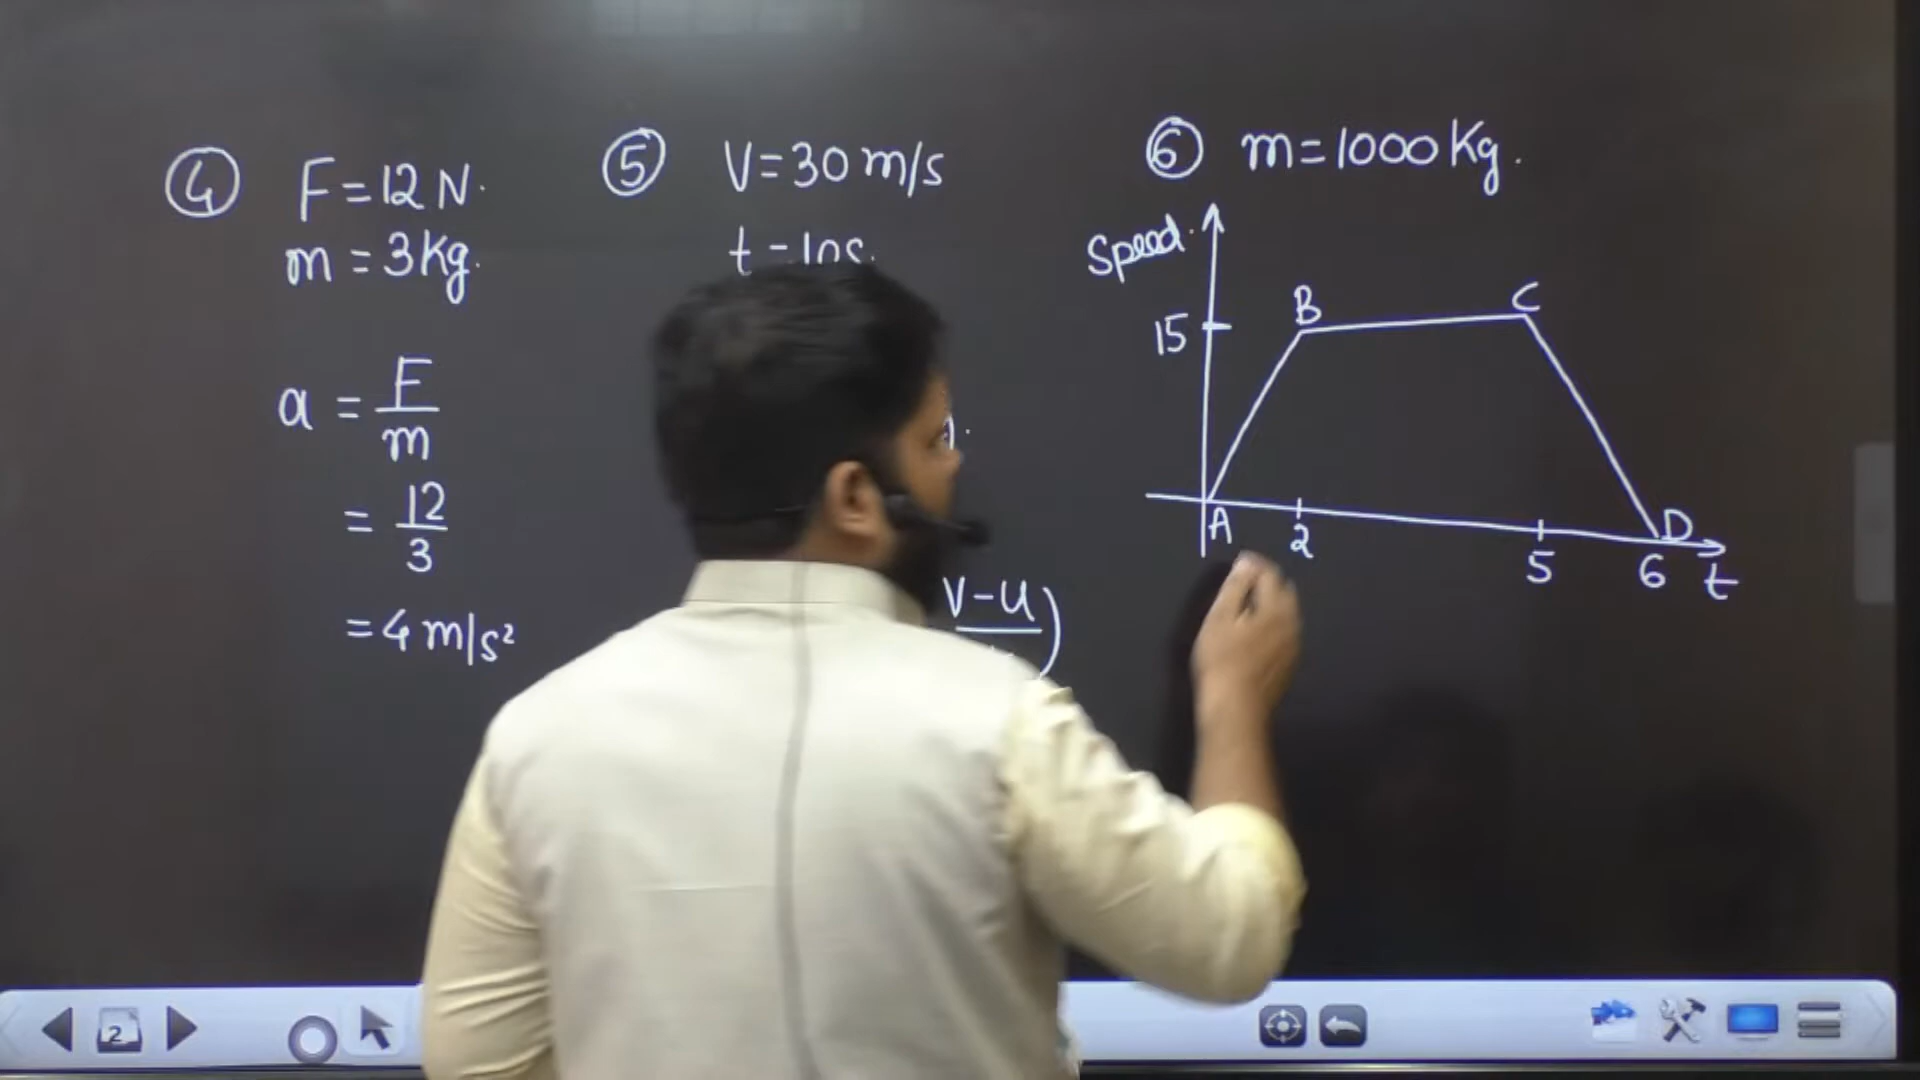 ④ F = 12 N.
m = 3 Kg.
a = F/m
= 12/3
= 4 m/s²
⑤ V = 30 m/s
t =
V - u
)
⑥ m = 1000 Kg.
Speed.
15
B
C
A
2
5
6
D
t
2